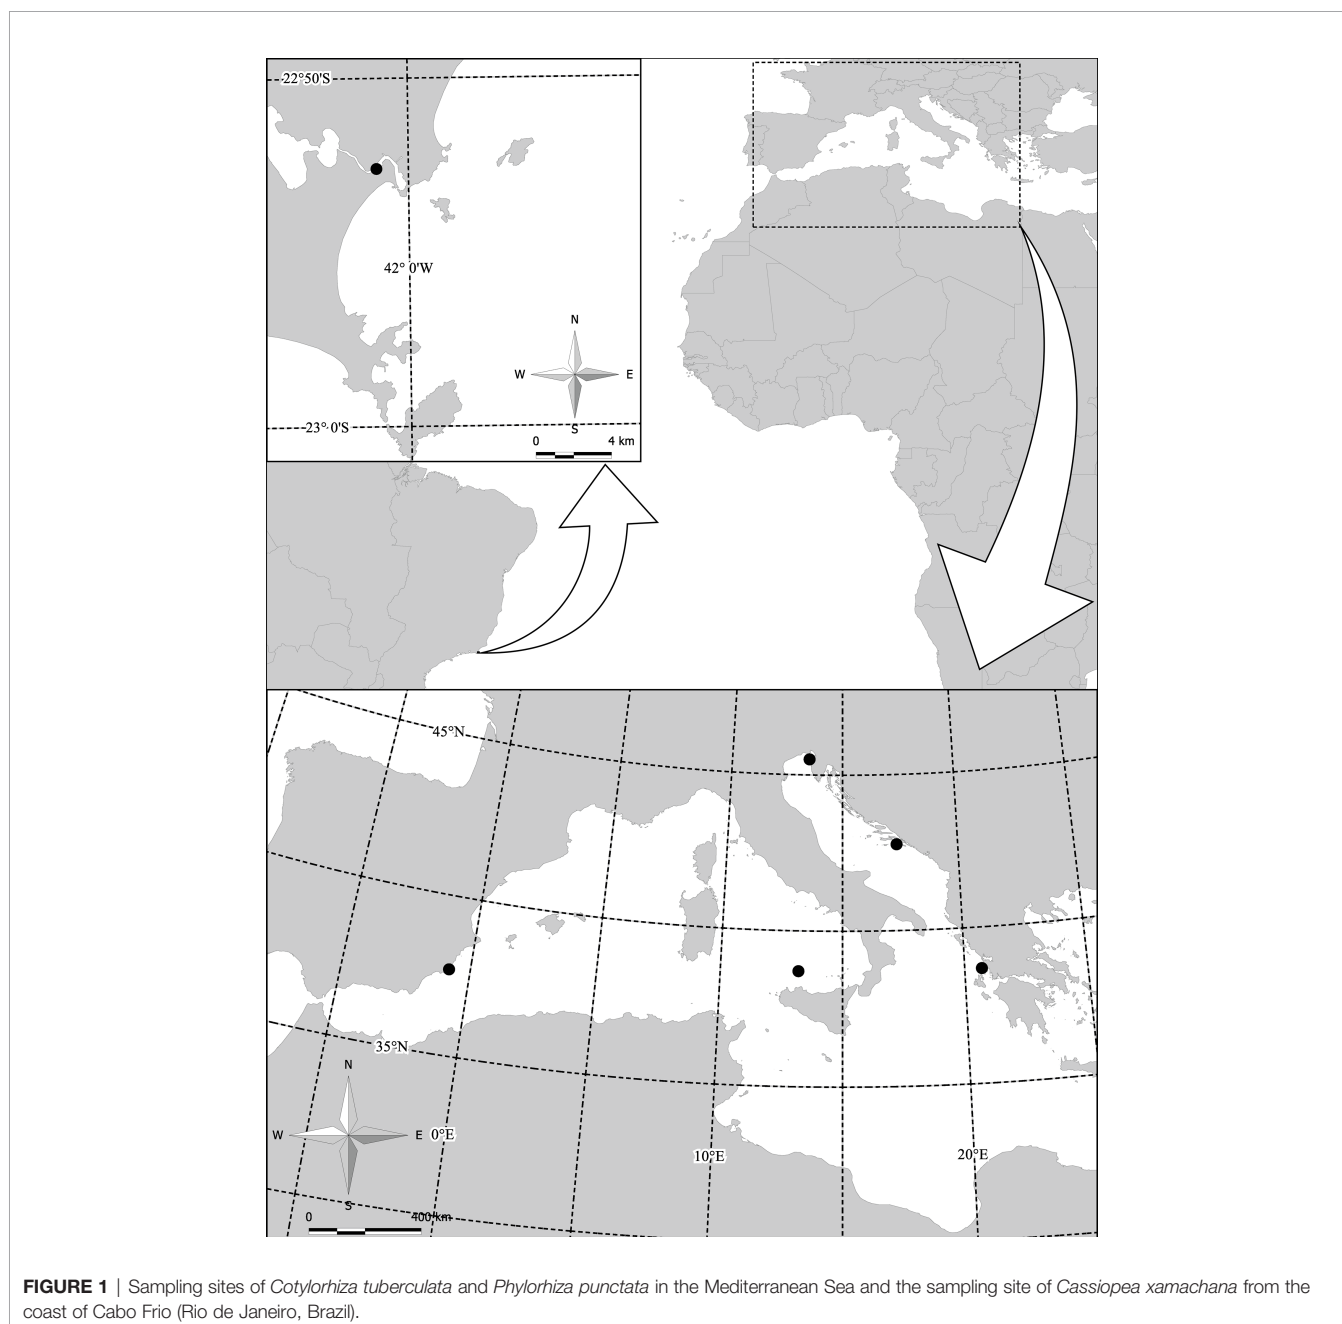 22°50'S
42° 0'W
N
W E
S
23° 0'S
0 4 km
45°N
35°N
N
W E
S
0°E
10°E
20°E
0 400 km
FIGURE 1 | Sampling sites of Cotylorhiza tuberculata and Phylorhiza punctata in the Mediterranean Sea and the sampling site of Cassiopea xamachana from the
coast of Cabo Frio (Rio de Janeiro, Brazil).